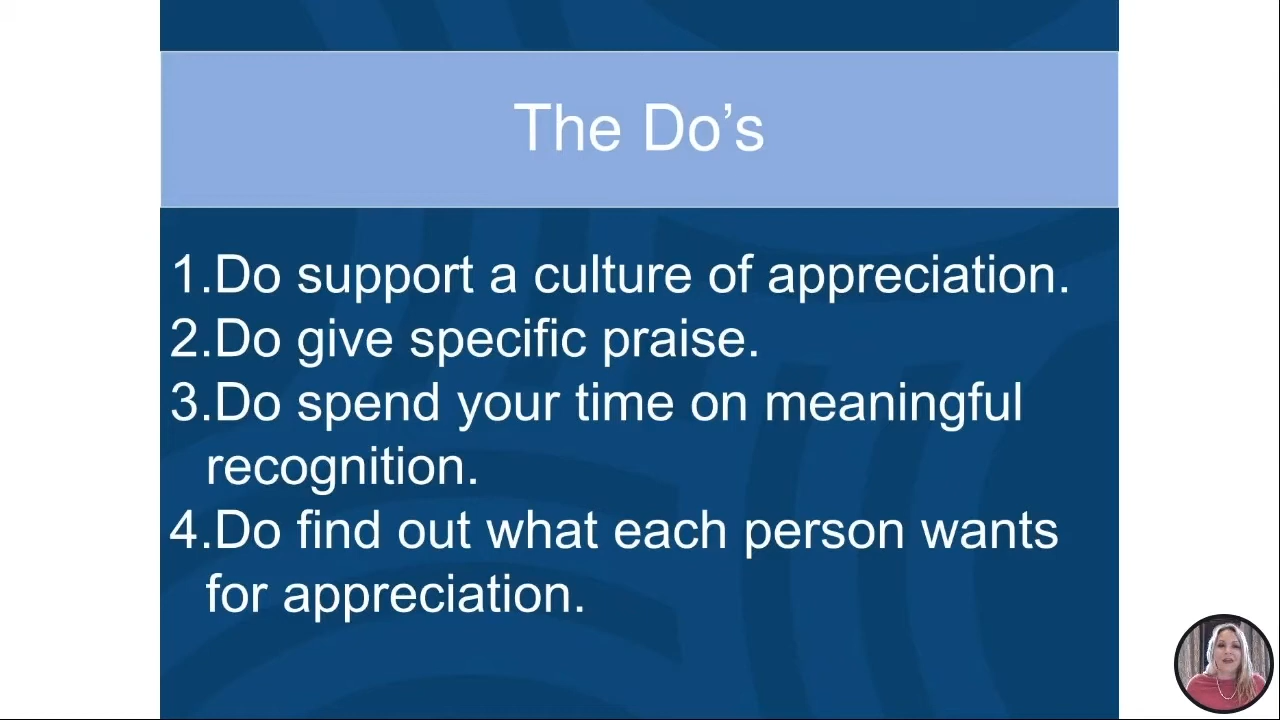 The Do’s
1.Do support a culture of appreciation.
2.Do give specific praise.
3.Do spend your time on meaningful
recognition.
4.Do find out what each person wants
for appreciation.